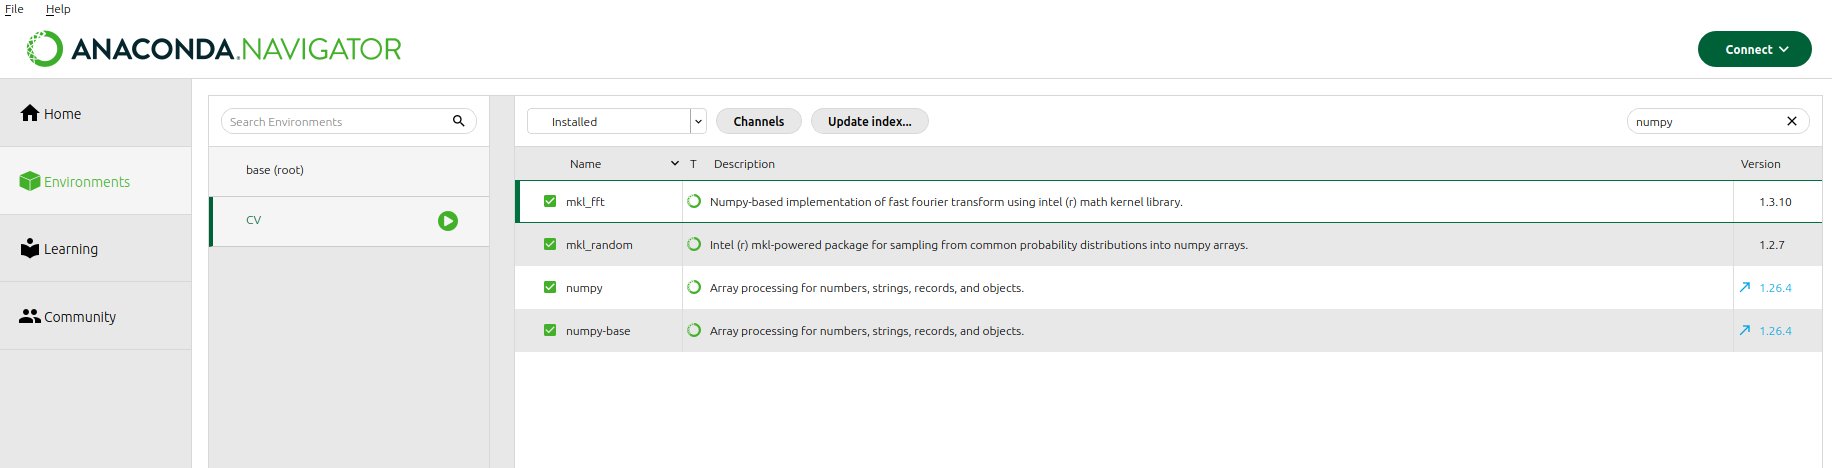 File Help
ANACONDA.NAVIGATOR
Connect
Home
Environments
Learning
Community
Search Environments
base (root)
CV
Installed Channels Update index... numpy
Name T Description Version
mkl_fft Numpy-based implementation of fast fourier transform using intel (r) math kernel library. 1.3.10
mkl_random Intel (r) mkl-powered package for sampling from common probability distributions into numpy arrays. 1.2.7
numpy Array processing for numbers, strings, records, and objects. 1.26.4
numpy-base Array processing for numbers, strings, records, and objects. 1.26.4